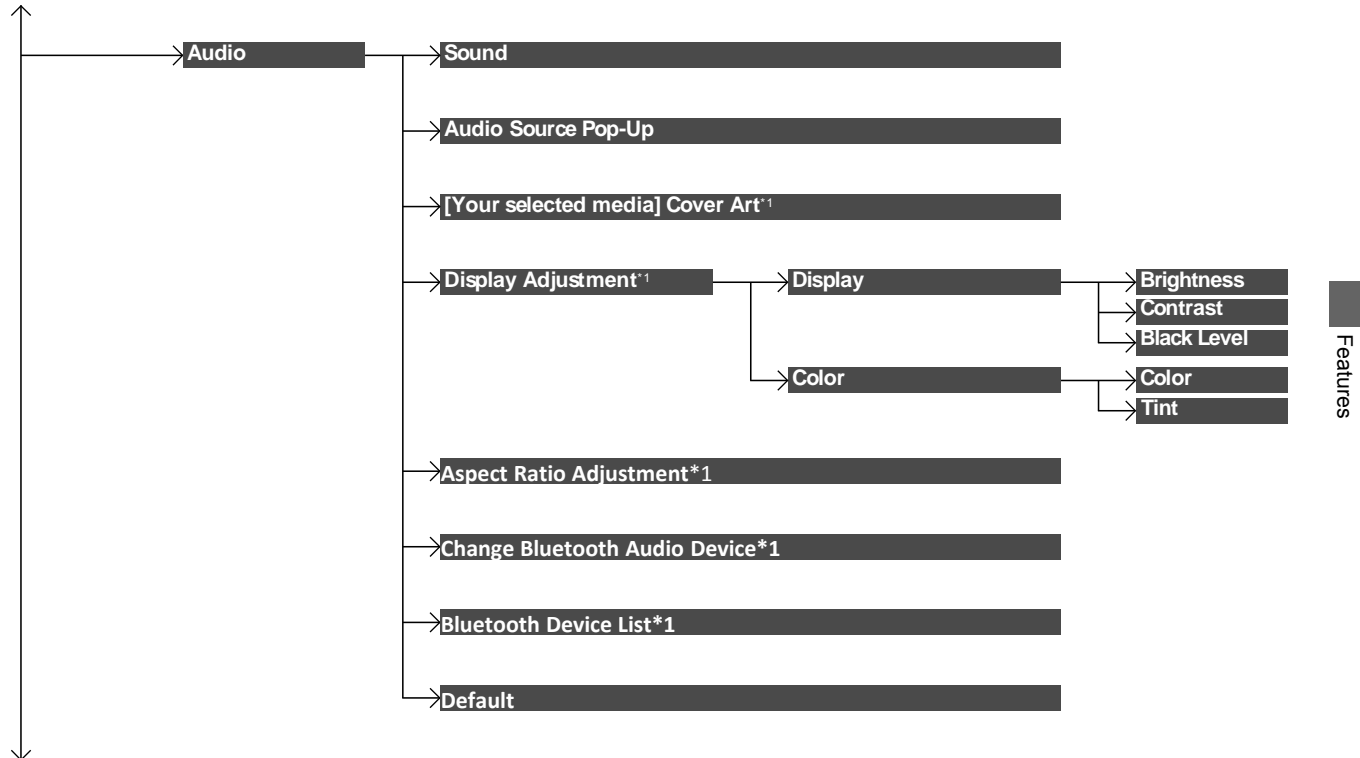 Audio
Sound
Audio Source Pop-Up
[Your selected media] Cover Art*1
Display Adjustment*1
Display
Brightness
Contrast
Black Level
Color
Color
Tint
Aspect Ratio Adjustment*1
Change Bluetooth Audio Device*1
Bluetooth Device List*1
Default
Features